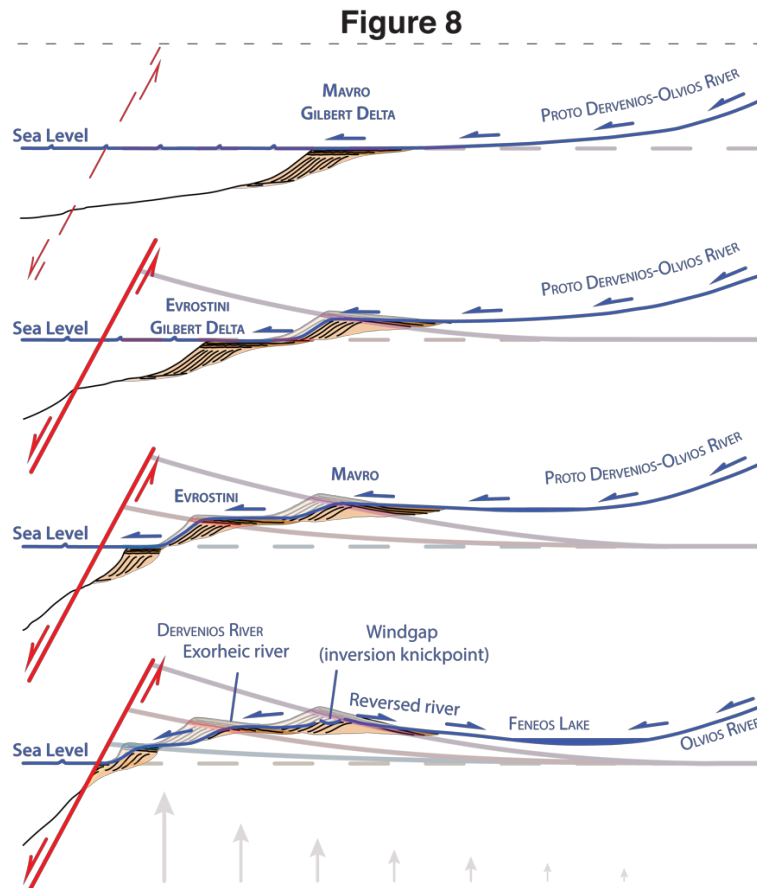 Figure 8
MAVRO
GILBERT DELTA
PROTO DERVENIOS-OLVIOS RIVER
Sea Level
PROTO DERVENIOS-OLVIOS RIVER
EVROSTINI
GILBERT DELTA
Sea Level
PROTO DERVENIOS-OLVIOS RIVER
MAVRO
EVROSTINI
Sea Level
DERVENIOS RIVER
Exorheic river
Windgap
(inversion knickpoint)
Reversed river
FENEOS LAKE
OLVIOS RIVER
Sea Level